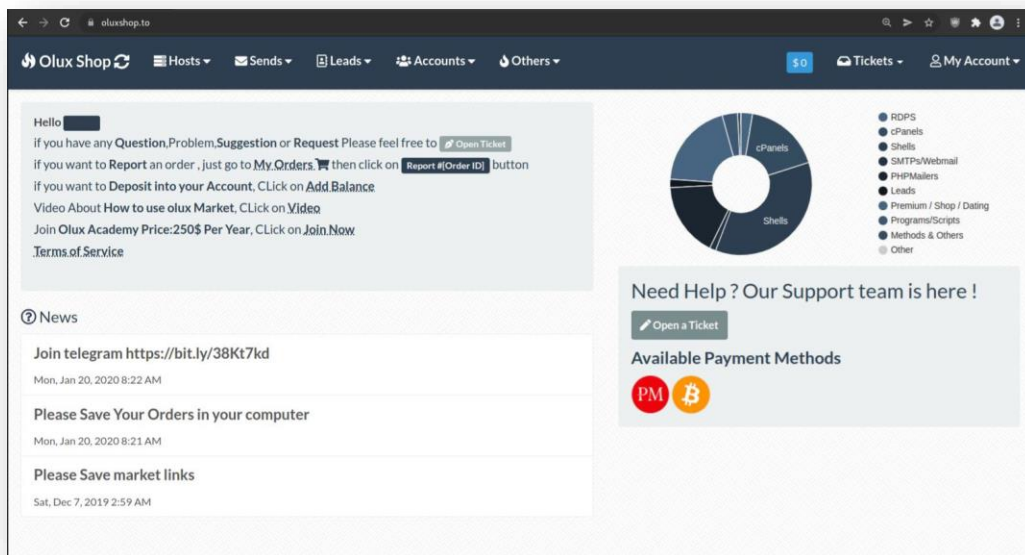 oluxshop.to
Olux Shop Hosts Sends Leads Accounts Others $0 Tickets My Account
Hello
if you have any Question,Problem,Suggestion or Request Please feel free to Open Ticket
if you want to Report an order , just go to My Orders then click on Report #[Order ID] button
if you want to Deposit into your Account, CLick on Add Balance
Video About How to use olux Market, CLick on Video
Join Olux Academy Price:250$ Per Year, CLick on Join Now
Terms of Service
cPanels
Shells
RDPS
cPanels
Shells
SMTPs/Webmail
PHPMailers
Leads
Premium / Shop / Dating
Programs/Scripts
Methods & Others
Other
News
Join telegram https://bit.ly/38Kt7kd
Mon, Jan 20, 2020 8:22 AM
Please Save Your Orders in your computer
Mon, Jan 20, 2020 8:21 AM
Please Save market links
Sat, Dec 7, 2019 2:59 AM
Need Help ? Our Support team is here !
Open a Ticket
Available Payment Methods
PM